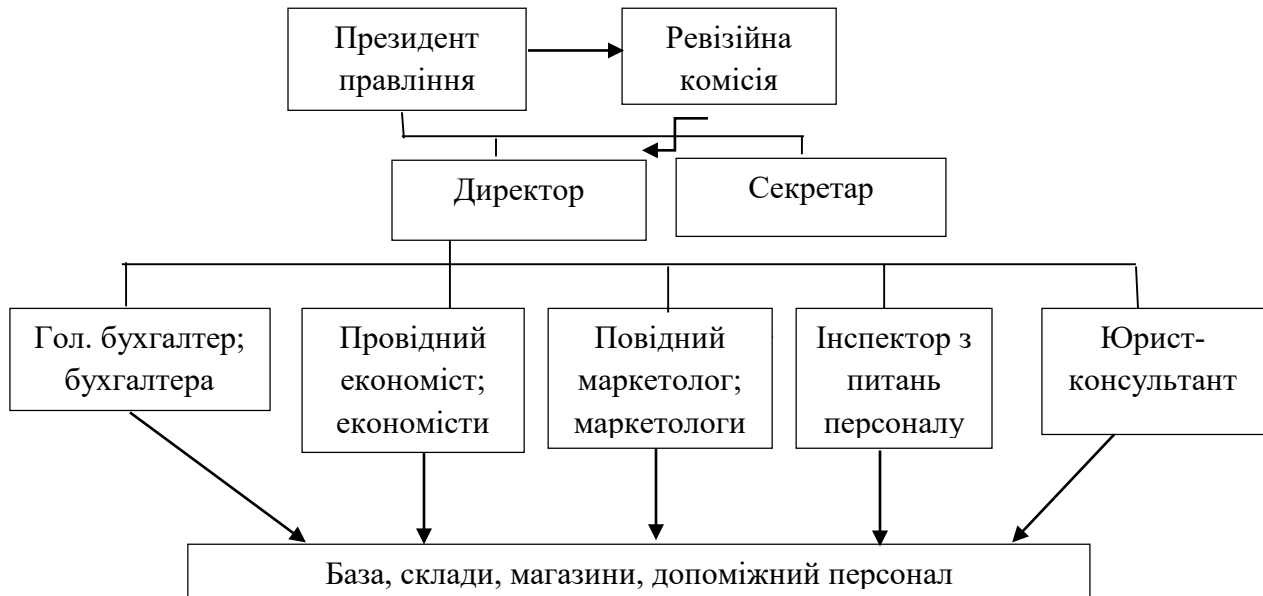 Президент
правління
Ревізійна
комісія
Директор
Секретар
Гол. бухгалтер;
бухгалтера
Провідний
економіст;
економісти
Повідний
маркетолог;
маркетологи
Інспектор з
питань
персоналу
Юрист-
консультант
База, склади, магазини, допоміжний персонал